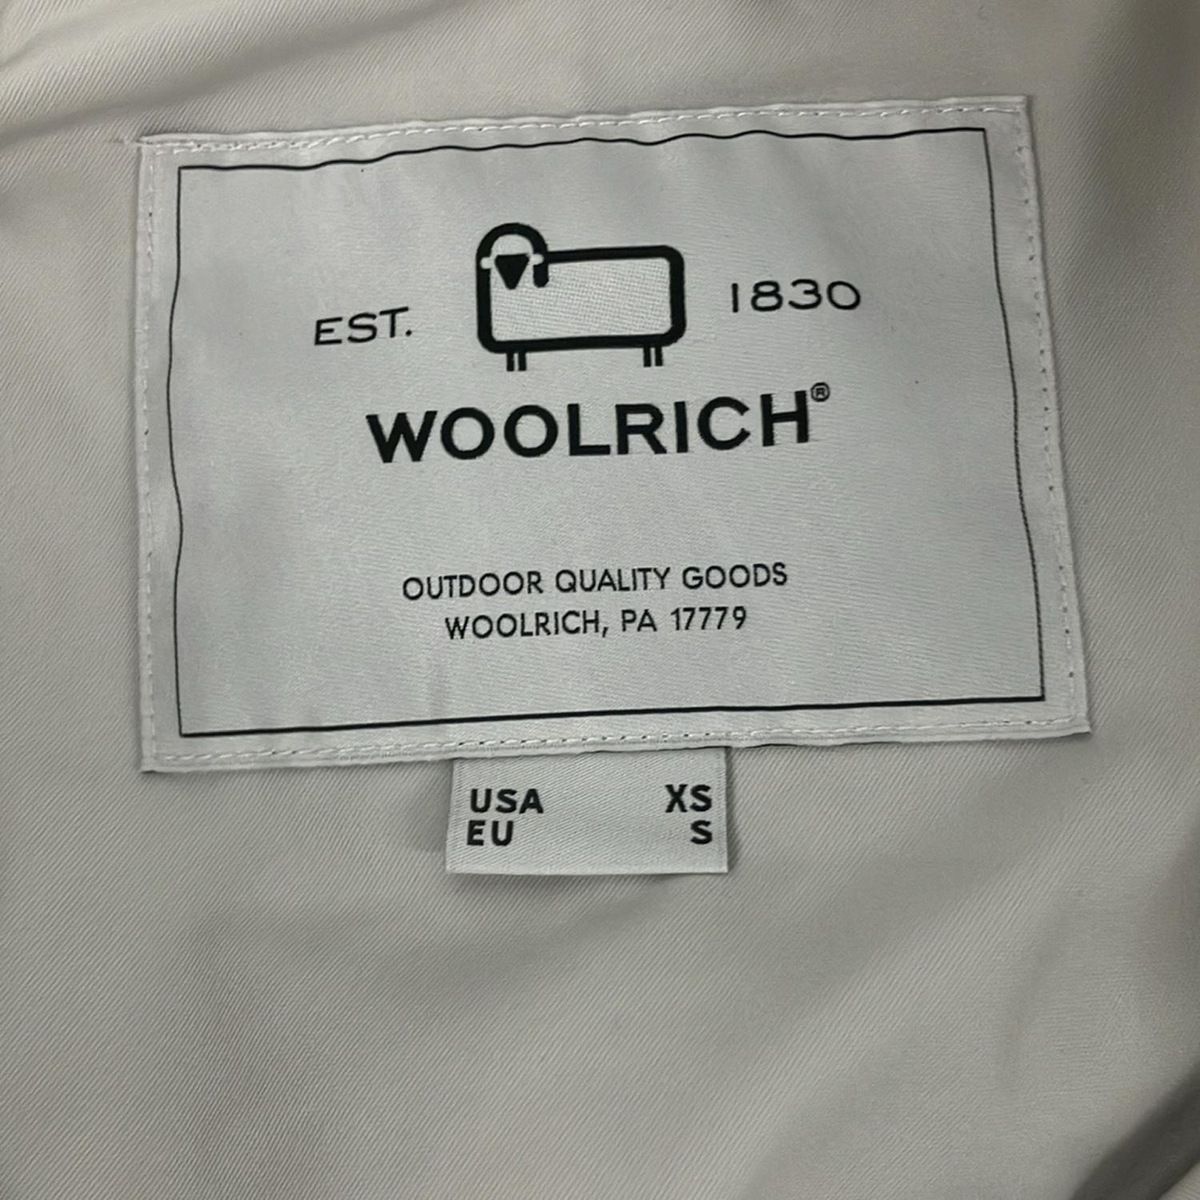 EST. 1830
WOOLRICH®
OUTDOOR QUALITY GOODS
WOOLRICH, PA 17779
USA XS
EU S